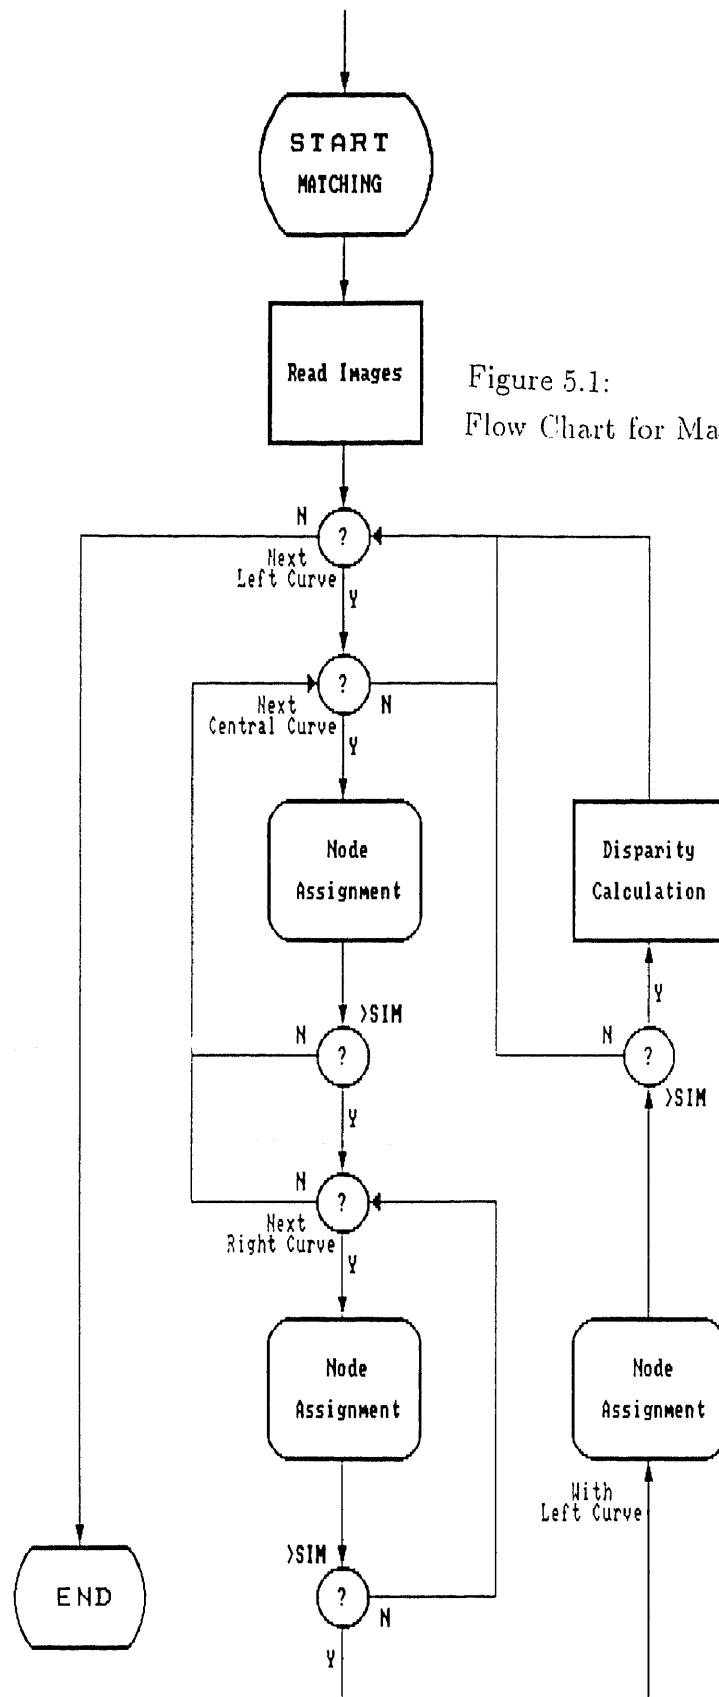 START
MATCHING
Read Images
Figure 5.1:
Flow Chart for Ma
N
?
Next
Left Curve
Y
?
N
Next
Central Curve
Y
Node
Assignment
Disparity
Calculation
Y
>SIM
N
?
N
?
>SIM
Y
N
?
Next
Right Curve
Y
Node
Assignment
Node
Assignment
With
Left Curve
>SIM
?
N
Y
END